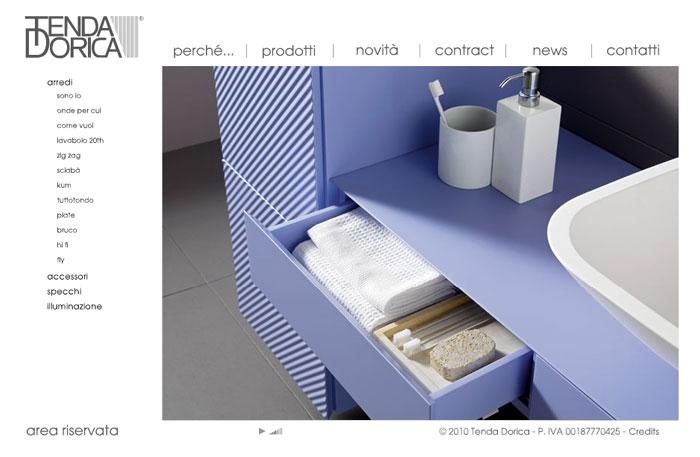 TENDA DORICA®
perché...
prodotti
novità
contract
news
contatti
arredi
sono io
onde per cui
come vuoi
lavabolo 20th
zig zag
scialà
kum
tuttotondo
plate
bruco
hi fi
fly
accessori
specchi
illuminazione
area riservata
© 2010 Tenda Dorica - P. IVA 00187770425 - Credits